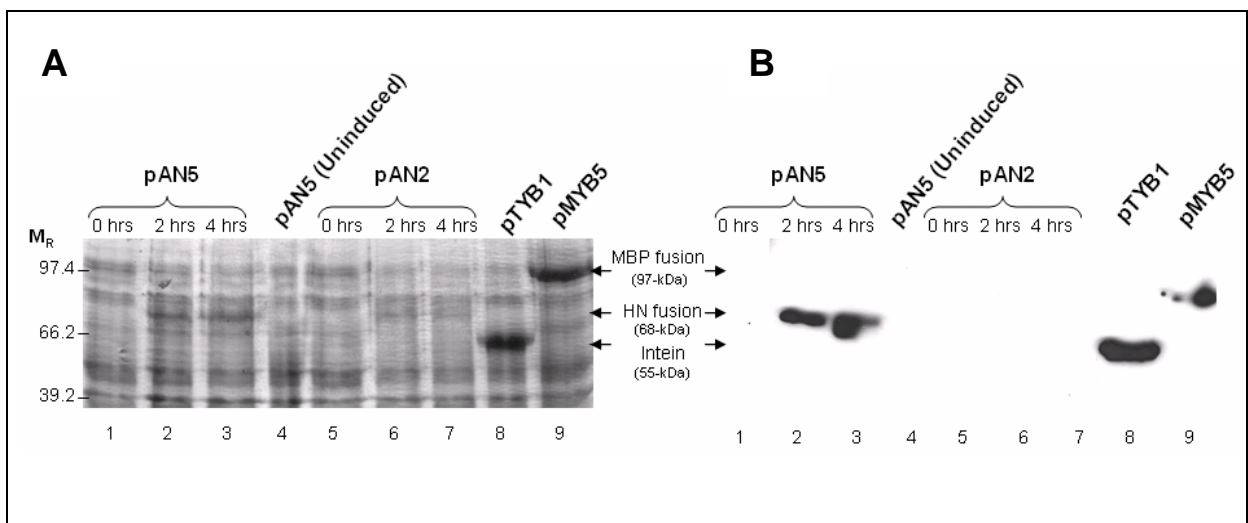 A
pAN5
pAN5 (Uninduced)
pAN2
pTYB1
pMYB5
0 hrs 2 hrs 4 hrs 0 hrs 2 hrs 4 hrs
MR
97.4
66.2
39.2
1 2 3 4 5 6 7 8 9
MBP fusion
(97-kDa)
HN fusion
(68-kDa)
Intein
(55-kDa)
B
pAN5
pAN5 (Uninduced)
pAN2
pTYB1
pMYB5
0 hrs 2 hrs 4 hrs 0 hrs 2 hrs 4 hrs
1 2 3 4 5 6 7 8 9